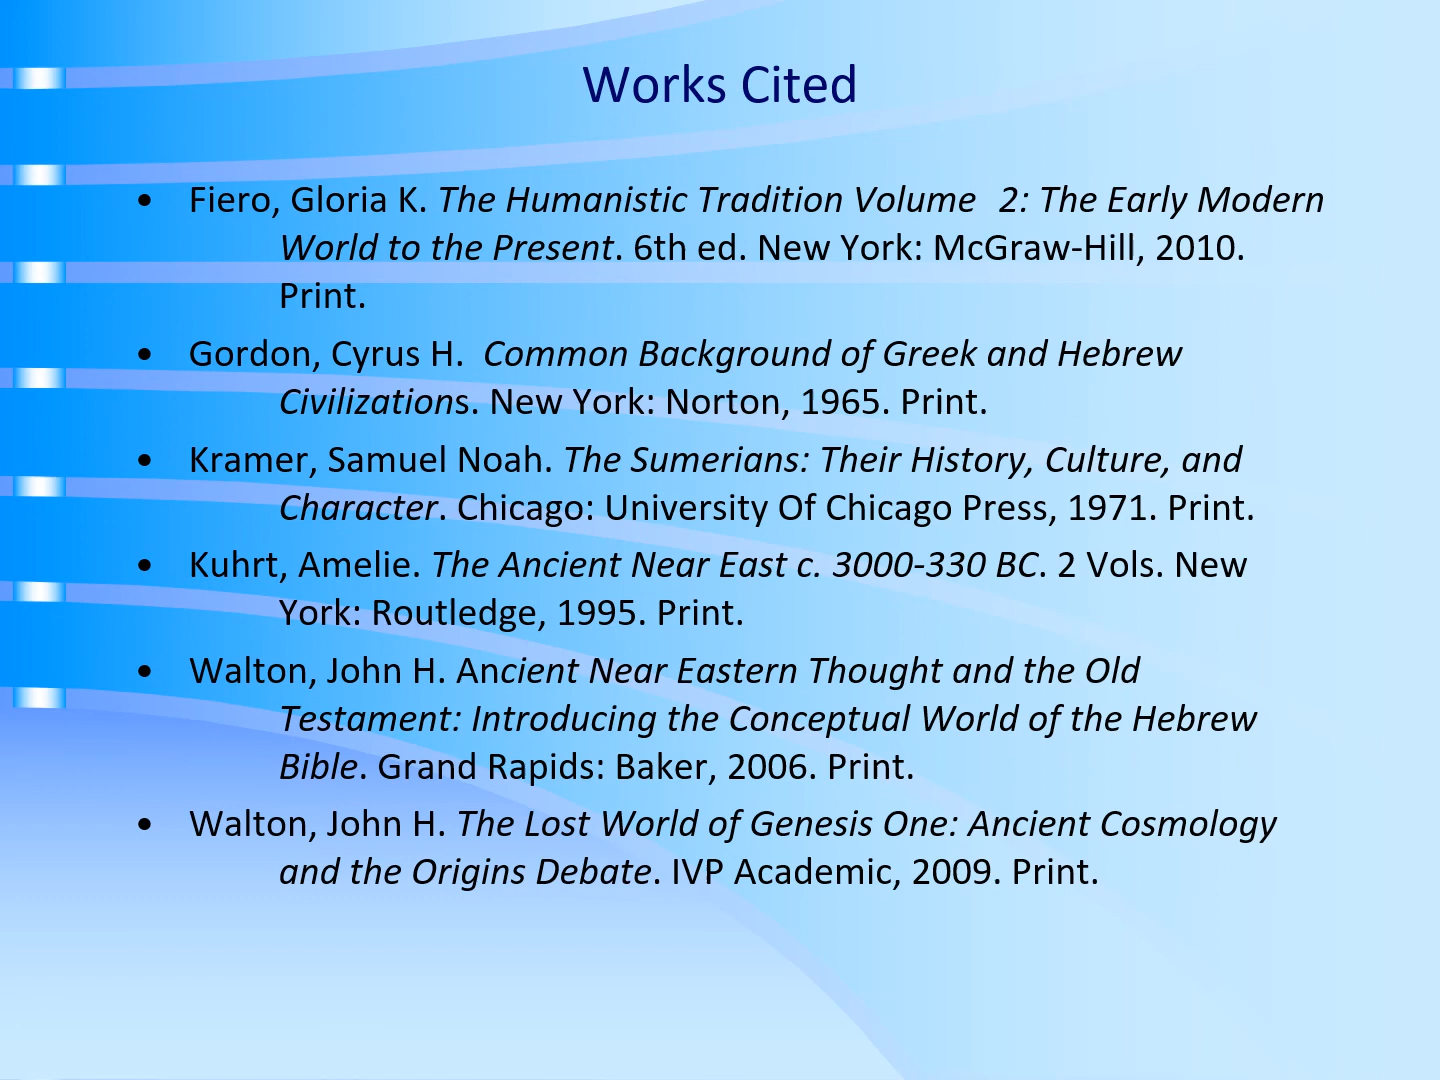 Works Cited
• Fiero, Gloria K. The Humanistic Tradition Volume 2: The Early Modern
World to the Present. 6th ed. New York: McGraw-Hill, 2010.
Print.
• Gordon, Cyrus H. Common Background of Greek and Hebrew
Civilizations. New York: Norton, 1965. Print.
• Kramer, Samuel Noah. The Sumerians: Their History, Culture, and
Character. Chicago: University Of Chicago Press, 1971. Print.
• Kuhrt, Amelie. The Ancient Near East c. 3000-330 BC. 2 Vols. New
York: Routledge, 1995. Print.
• Walton, John H. Ancient Near Eastern Thought and the Old
Testament: Introducing the Conceptual World of the Hebrew
Bible. Grand Rapids: Baker, 2006. Print.
• Walton, John H. The Lost World of Genesis One: Ancient Cosmology
and the Origins Debate. IVP Academic, 2009. Print.